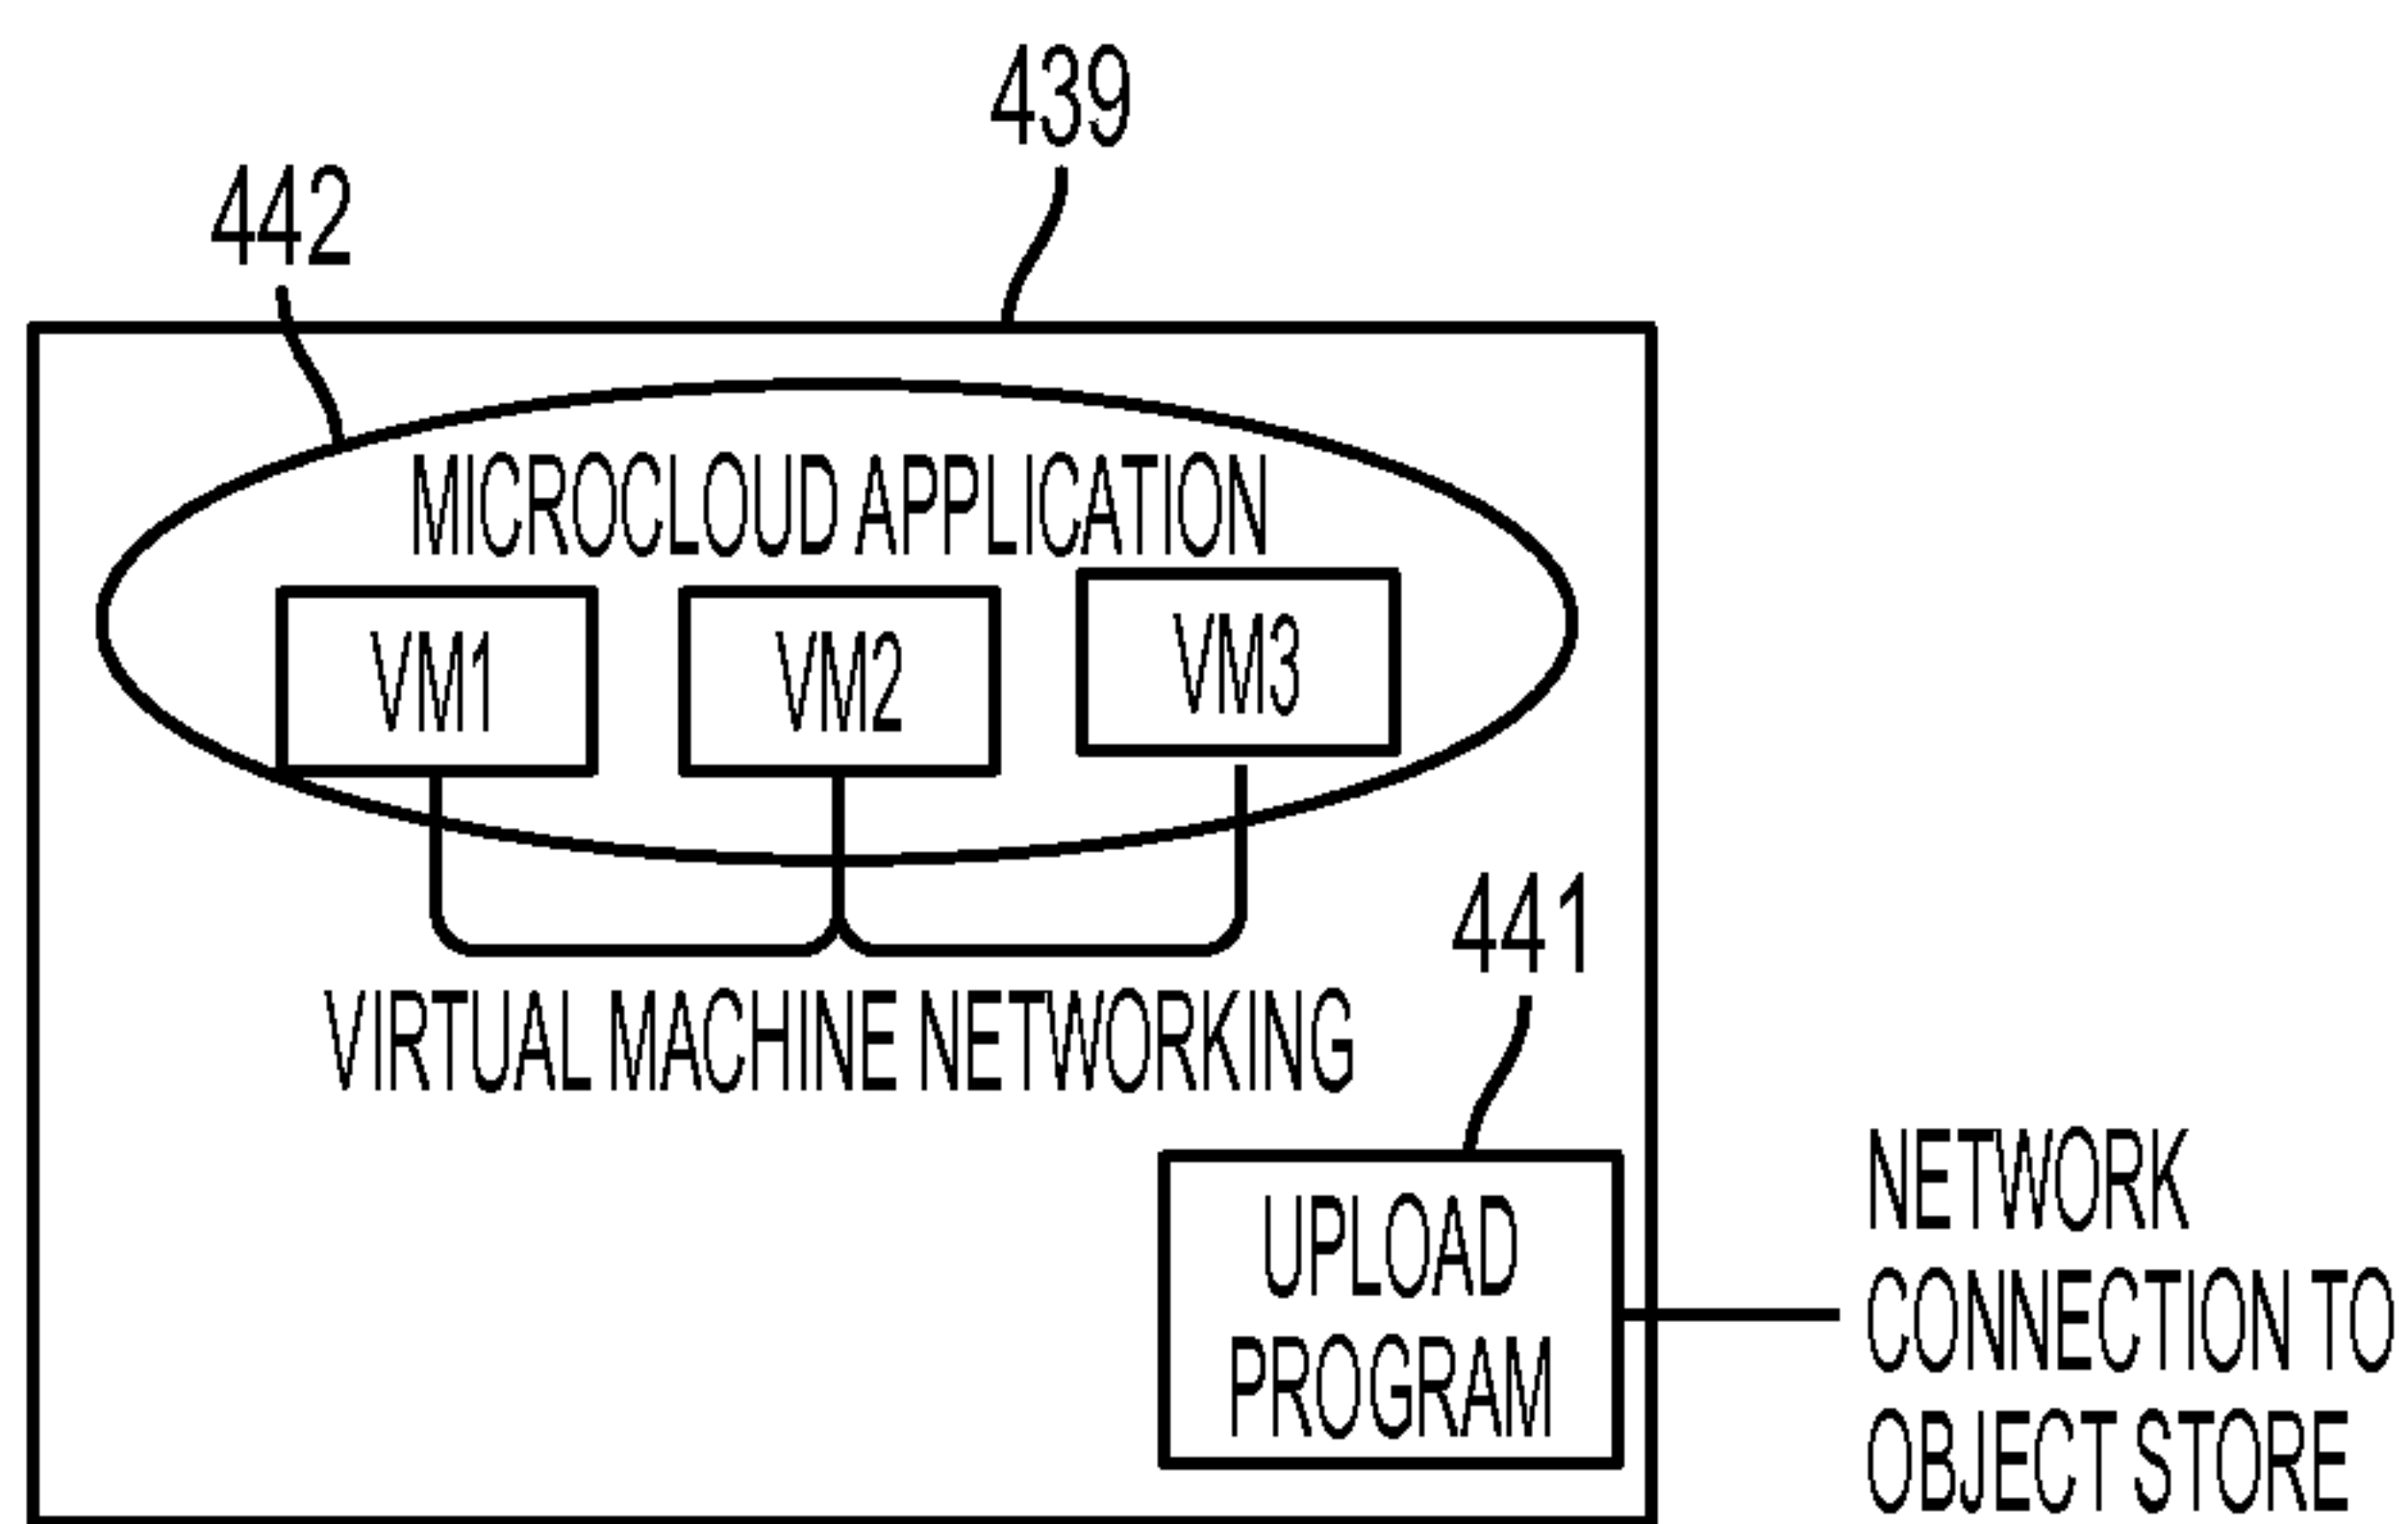 439
442
MICROCLOUD APPLICATION
VM1 VM2 VM3
VIRTUAL MACHINE NETWORKING
441
UPLOAD
PROGRAM
NETWORK
CONNECTION TO
OBJECT STORE